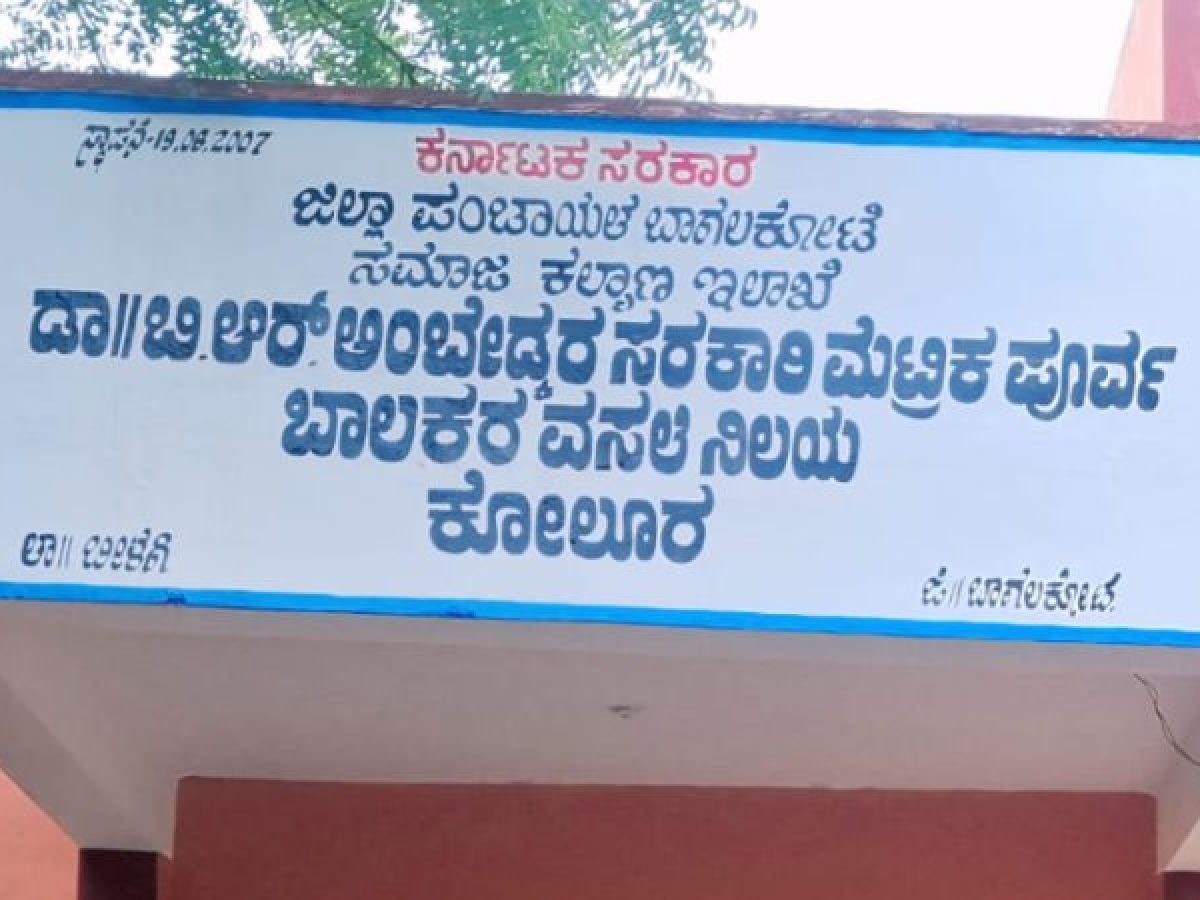 ಸ್ಥಾಪನೆ-19.09.2007
ಕರ್ನಾಟಕ ಸರಕಾರ
ಜಿಲ್ಲಾ ಪಂಚಾಯತ ಬಾಗಲಕೋಟೆ
ಸಮಾಜ ಕಲ್ಯಾಣ ಇಲಾಖೆ
ಡಾ॥ ಬಿ.ಆರ್.ಅಂಬೇಡ್ಕರ ಸರಕಾರಿ ಮೆಟ್ರಿಕ ಪೂರ್ವ
ಬಾಲಕರ ವಸತಿ ನಿಲಯ
ಕೋಲೂರ
ತಾ॥ ಬೀಳಗಿ
ಜಿ॥ ಬಾಗಲಕೋಟ.